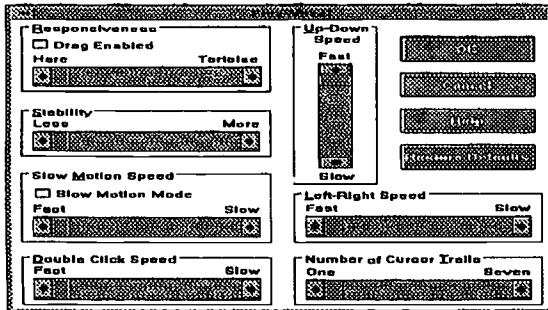 Responsiveness
Drag Enabled
Hare Tortoise
Stability
Less More
Slow Motion Speed
Slow Motion Mode
Fast Slow
Double Click Speed
Fast Slow
Up-Down
Speed
Fast
Slow
OK
Cancel
Help
Restore Defaults
Left-Right Speed
Fast Slow
Number of Cursor Trails
One Seven